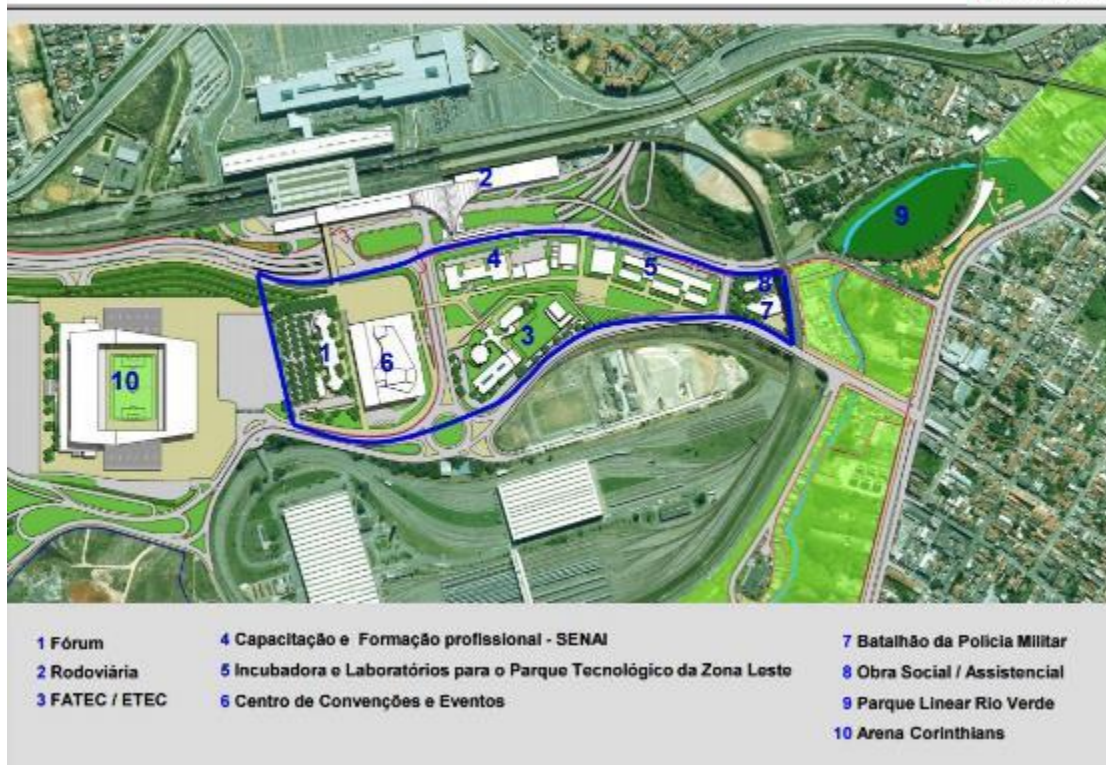 2
9
4
5
8
7
1
6
3
10
1 Fórum
2 Rodoviária
3 FATEC / ETEC
4 Capacitação e Formação profissional - SENAI
5 Incubadora e Laboratórios para o Parque Tecnológico da Zona Leste
6 Centro de Convenções e Eventos
7 Batalhão da Polícia Militar
8 Obra Social / Assistencial
9 Parque Linear Rio Verde
10 Arena Corinthians